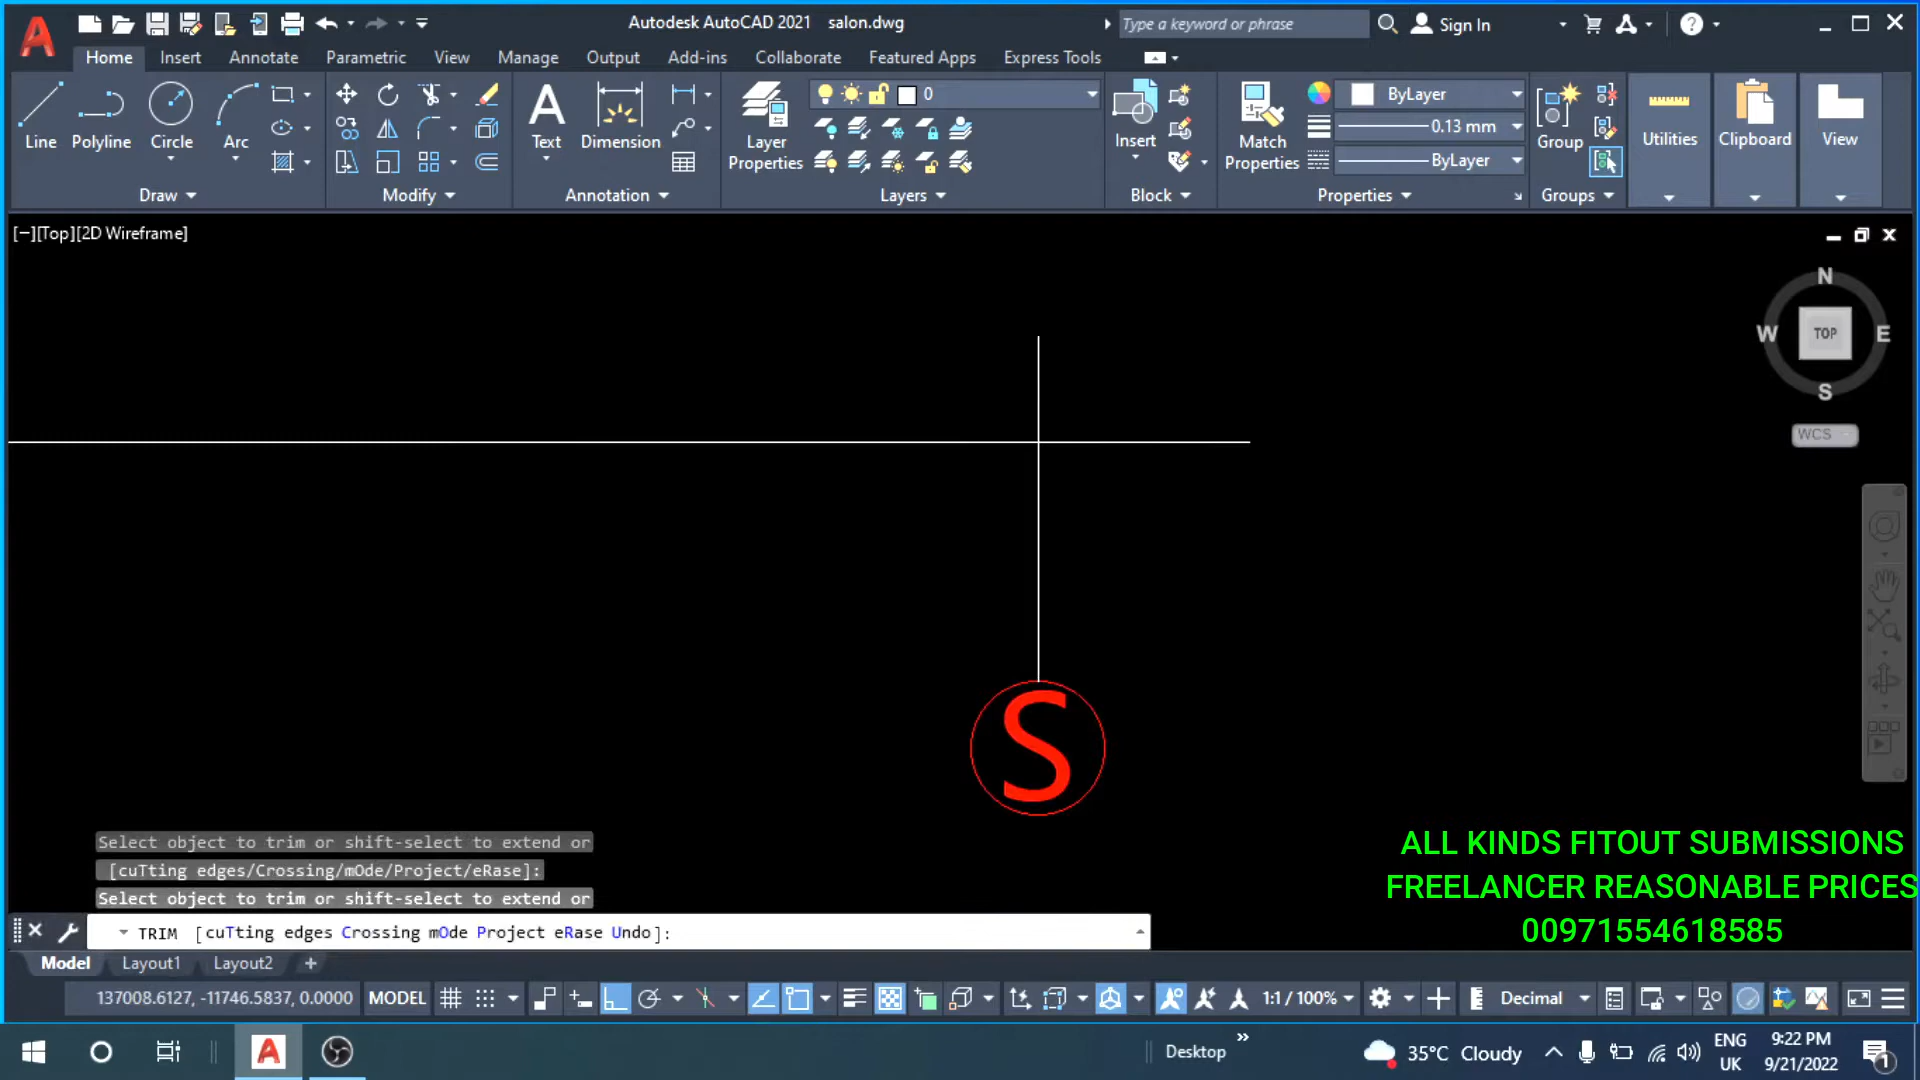 Autodesk AutoCAD 2021 salon.dwg
Type a keyword or phrase
Sign In
Home Insert Annotate Parametric View Manage Output Add-ins Collaborate Featured Apps Express Tools
Line Polyline Circle Arc
Draw
Modify
Text Dimension
Annotation
Layer Properties
0
Layers
Insert
Block
Match Properties
ByLayer
0.13 mm
ByLayer
Properties
Group
Groups
Utilities
Clipboard
View
[−][Top][2D Wireframe]
N
W TOP E
S
WCS
S
Select object to trim or shift-select to extend or
[cuTting edges/Crossing/mOde/Project/eRase]:
Select object to trim or shift-select to extend or
TRIM [cuTting edges Crossing mOde Project eRase Undo]:
ALL KINDS FITOUT SUBMISSIONS
FREELANCER REASONABLE PRICES
00971554618585
Model Layout1 Layout2 +
137008.6127, -11746.5837, 0.0000 MODEL 1:1 / 100% Decimal
Desktop
35°C Cloudy
ENG
UK
9:22 PM
9/21/2022
1